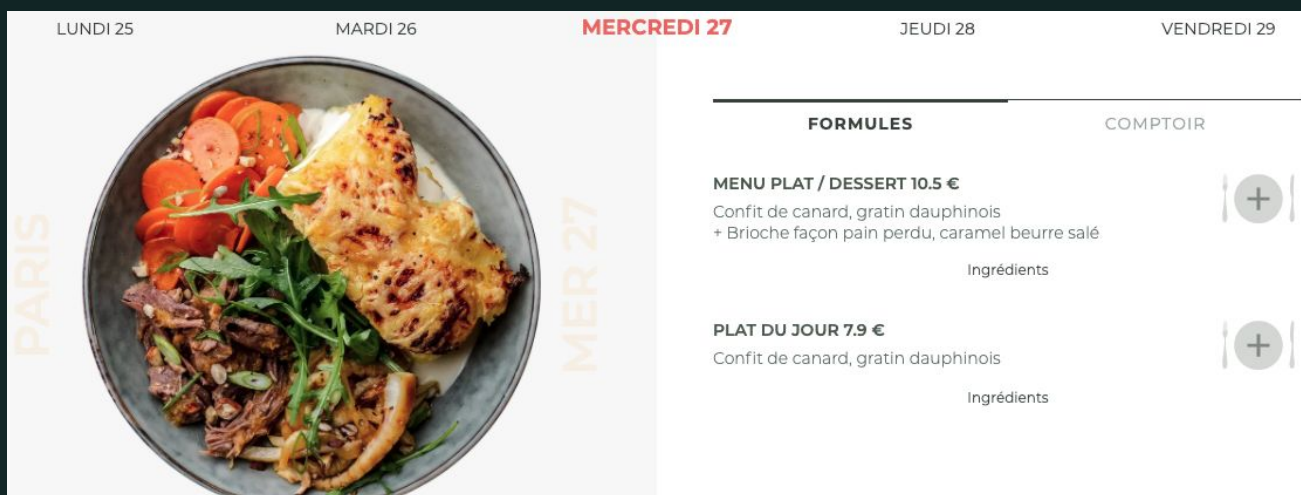 LUNDI 25
MARDI 26
MERCREDI 27
JEUDI 28
VENDREDI 29
PARIS
MER 27
FORMULES
COMPTOIR
MENU PLAT / DESSERT 10.5 €
Confit de canard, gratin dauphinois
+ Brioche façon pain perdu, caramel beurre salé
Ingrédients
PLAT DU JOUR 7.9 €
Confit de canard, gratin dauphinois
Ingrédients